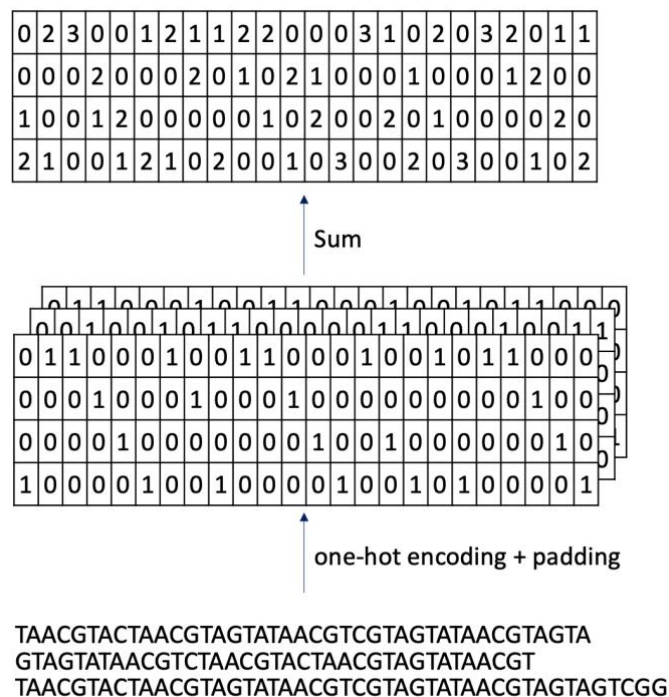 0 2 3 0 0 1 2 1 1 2 2 0 0 0 3 1 0 2 0 3 2 0 1 1
0 0 0 2 0 0 0 2 0 1 0 2 1 0 0 0 1 0 0 0 1 2 0 0
1 0 0 1 2 0 0 0 0 0 1 0 2 0 0 2 0 1 0 0 0 0 2 0
2 1 0 0 1 2 1 0 2 0 0 1 0 3 0 0 2 0 3 0 0 1 0 2
Sum
0 1 1 0 0 0 1 0 0 1 1 0 0 0 1 0 0 1 0 1 1 0 0 0
0 0 0 1 0 0 0 1 0 0 0 1 0 0 0 0 0 0 0 0 0 1 0 0
0 0 0 0 1 0 0 0 0 0 0 0 1 0 0 1 0 0 0 0 0 0 1 0
1 0 0 0 0 1 0 0 1 0 0 0 0 1 0 0 1 0 1 0 0 0 0 1
one-hot encoding + padding
TAACGTACTAACGTAGTATAACGTCGTAGTATAACGTAGTA
GTAGTATAACGTCTAACGTACTAACGTAGTATAACGT
TAACGTACTAACGTAGTATAACGTCGTAGTATAACGTAGTAGTCGG